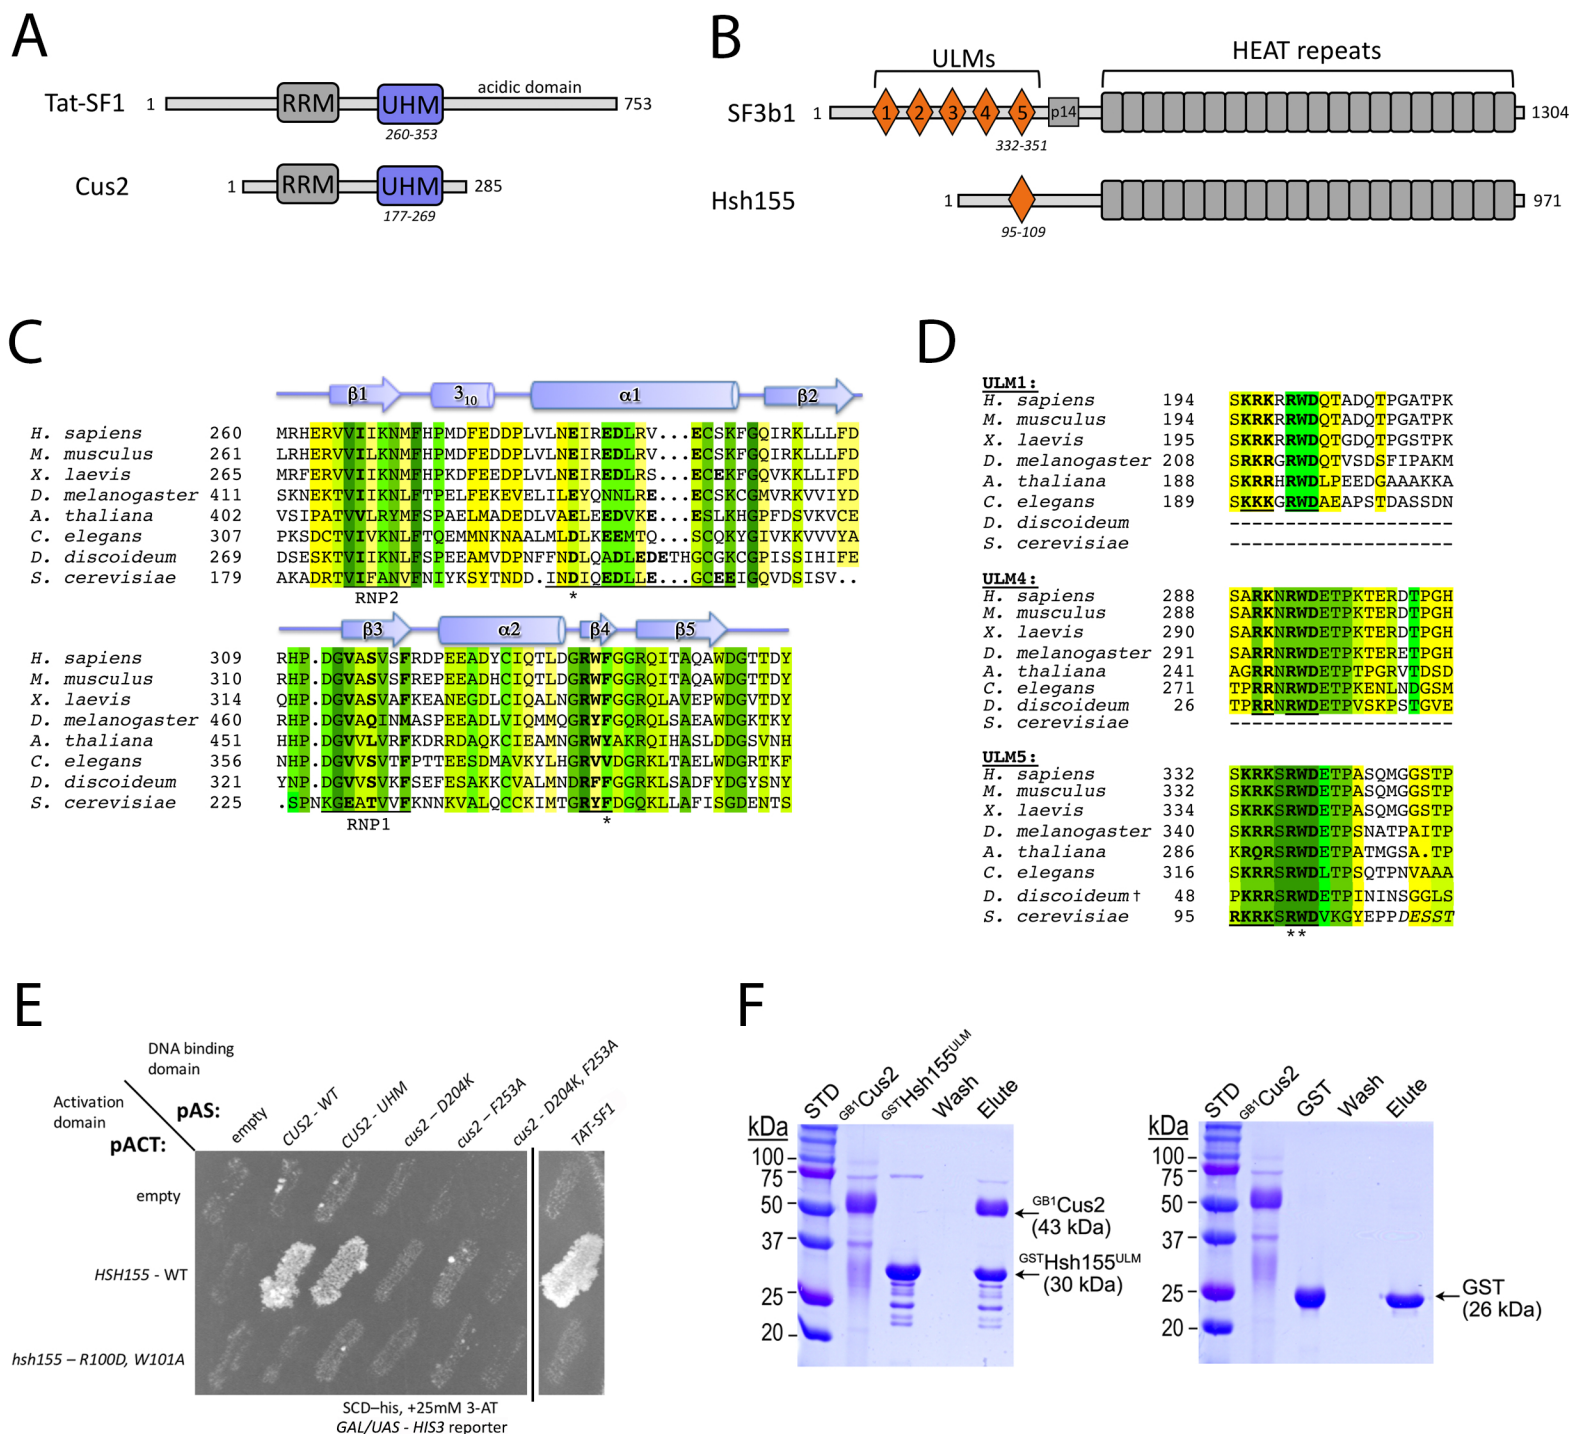 A
Tat-SF1 1 RRM UHM acidic domain 753
260-353
Cus2 1 RRM UHM 285
177-269
B
ULMs HEAT repeats
SF3b1 1 1 2 3 4 5 p14 1304
332-351
Hsh155 1 971
95-109
C
β1 3₁₀ α1 β2
H. sapiens 260 MRHERVVIIKNMFHPMDFEDDPLVLNEIREDLRV...ECSKFGQIRKLLLFD
M. musculus 261 LRHERVVILKNMFHPMDFEDDPLVLNEIREDLRV...ECSKFGQIRKLLLFD
X. laevis 265 MRFERVVIIKNMFHPKDFEDDPLVLNEIREDLRS...ECEKFGQVKKLLIFD
D. melanogaster 411 SKNEKTVIIKNLFTPELFEKEVELILEYQNNLRE...ECSKCGMVRKVVIYD
A. thaliana 402 VSIPATVVLRYMFSPAELMADEDLVAELEEDVKE...ESLKHGPFDSVKVCE
C. elegans 307 PKSDCTVIVKNLFTQEMMNKNAALMLDLKEEMTQ...SCQKYGIVKKVVVYA
D. discoideum 269 DSESKTVIIKNLFSPEEAMVDPNFFNDLQADLEDETHGCGKCGPISSIHIFE
S. cerevisiae 179 AKADRTVIFANVFNIYKSYTNDD.INDIQEDLLE...GCEEIGQVDSISV..
RNP2 *
β3 α2 β4 β5
H. sapiens 309 RHP.DGVASVSFRDPEEADYCIQTLDGRWFGGRQITAQAWDGTTDY
M. musculus 310 RHP.DGVASVSFREPEEADHCIQTLDGRWFGGRQITAQAWDGTTDY
X. laevis 314 QHP.DGVASVAFKEANEGDLCIQALNGRWFGGRQLAVEPWDGVTDY
D. melanogaster 460 RHP.DGVAQINMASPEEADLVIQMMQGRYFGQRQLSAEAWDGKTKY
A. thaliana 451 HHP.DGVVLVRFKDRRDAQKCIEAMNGRWYAKRQIHASLDDGSVNH
C. elegans 356 NHP.DGVVSVTFPTTEESDMAVKYLHGRVVDGRKLTAELWDGRTKF
D. discoideum 321 YNP.DGVSVKFKSEFESAKKCVALMNDRFFGGRKLSADFYDGYSNY
S. cerevisiae 225 .SPNKGEATVVFKNNKVALQCCKIMTGRYFDGQKLLAFISGDENTS
RNP1 *
D
ULM1:
H. sapiens 194 SKRKRRWDQTADQTPGATPK
M. musculus 194 SKRKRRWDQTADQTPGATPK
X. laevis 195 SKRKRRWDQTGDQTPGSTPK
D. melanogaster 208 SKRRGRWDQTVSDSFIPAKM
A. thaliana 188 SKRRHRWDLPEEDGAAAKKA
C. elegans 189 SKKKGRWDAEAPSTDASSDN
D. discoideum --------------------
S. cerevisiae --------------------
ULM4:
H. sapiens 288 SARKNRWDETPKTERDTPGH
M. musculus 288 SARKNRWDETPKTERDTPGH
X. laevis 290 SARKNRWDETPKTERDTPGH
D. melanogaster 291 SARRNRWDETPKTERDTPGH
A. thaliana 241 AGRRNRWDETPTPGRVTDSD
C. elegans 271 TPRRNRWDETPKENLNDGSM
D. discoideum 26 TPRRNRWDETPVSKPSTGVE
S. cerevisiae --------------------
ULM5:
H. sapiens 332 SKRKSRWDETPASQMGGSTP
M. musculus 332 SKRKSRWDETPASQMGGSTP
X. laevis 334 SKRKSRWDETPASQMGGSTP
D. melanogaster 340 SKRRSRWDETPSNATPAITP
A. thaliana 286 KRQRSRWDETPATMGSA.TP
C. elegans 316 SKRRSRWDLTPSQTPNVAAA
D. discoideum† 48 PKRRSRWDETPININSGGLS
S. cerevisiae 95 RKRKSRWDVKGYEPPDESST
**
E
DNA binding
domain
Activation
domain
pAS:
pACT:
empty CUS2 - WT CUS2 - UHM cus2 – D204K cus2 – F253A cus2 - D204K, F253A TAT-SF1
empty
HSH155 - WT
hsh155 – R100D, W101A
SCD–his, +25mM 3-AT
GAL/UAS - HIS3 reporter
F
STD GB1Cus2 GSTHsh155ULM Wash Elute
kDa
100
75
50
37
25
20
GB1Cus2
(43 kDa)
GSTHsh155ULM
(30 kDa)
STD GB1Cus2 GST Wash Elute
kDa
100
75
50
37
25
20
GST
(26 kDa)